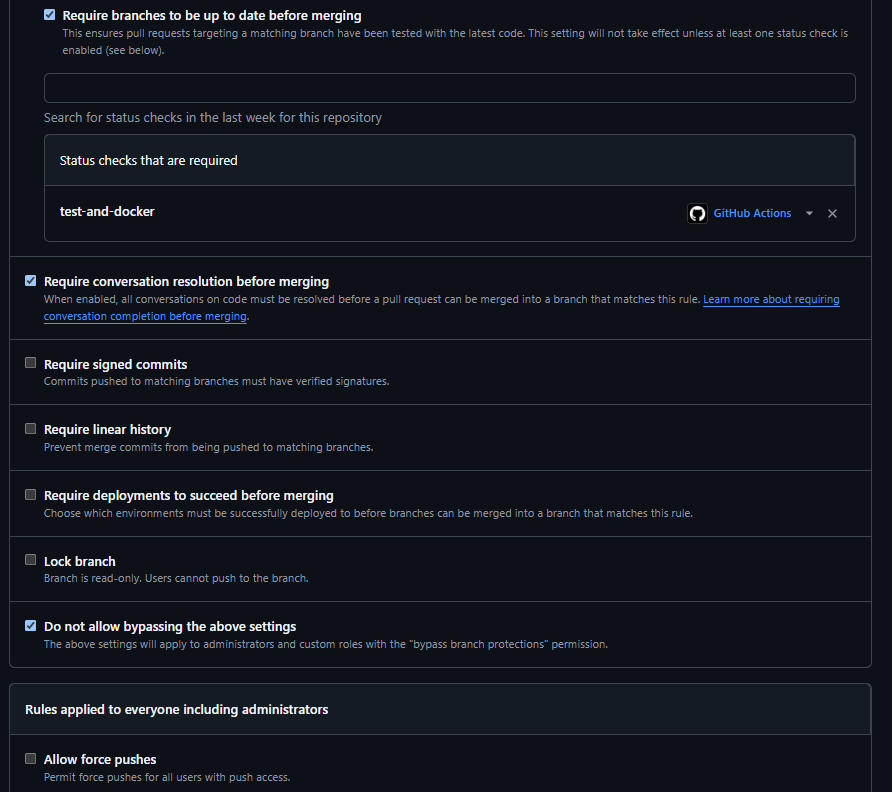 Require branches to be up to date before merging
This ensures pull requests targeting a matching branch have been tested with the latest code. This setting will not take effect unless at least one status check is
enabled (see below).
Search for status checks in the last week for this repository
Status checks that are required
test-and-docker
GitHub Actions
Require conversation resolution before merging
When enabled, all conversations on code must be resolved before a pull request can be merged into a branch that matches this rule. Learn more about requiring
conversation completion before merging.
Require signed commits
Commits pushed to matching branches must have verified signatures.
Require linear history
Prevent merge commits from being pushed to matching branches.
Require deployments to succeed before merging
Choose which environments must be successfully deployed to before branches can be merged into a branch that matches this rule.
Lock branch
Branch is read-only. Users cannot push to the branch.
Do not allow bypassing the above settings
The above settings will apply to administrators and custom roles with the "bypass branch protections" permission.
Rules applied to everyone including administrators
Allow force pushes
Permit force pushes for all users with push access.